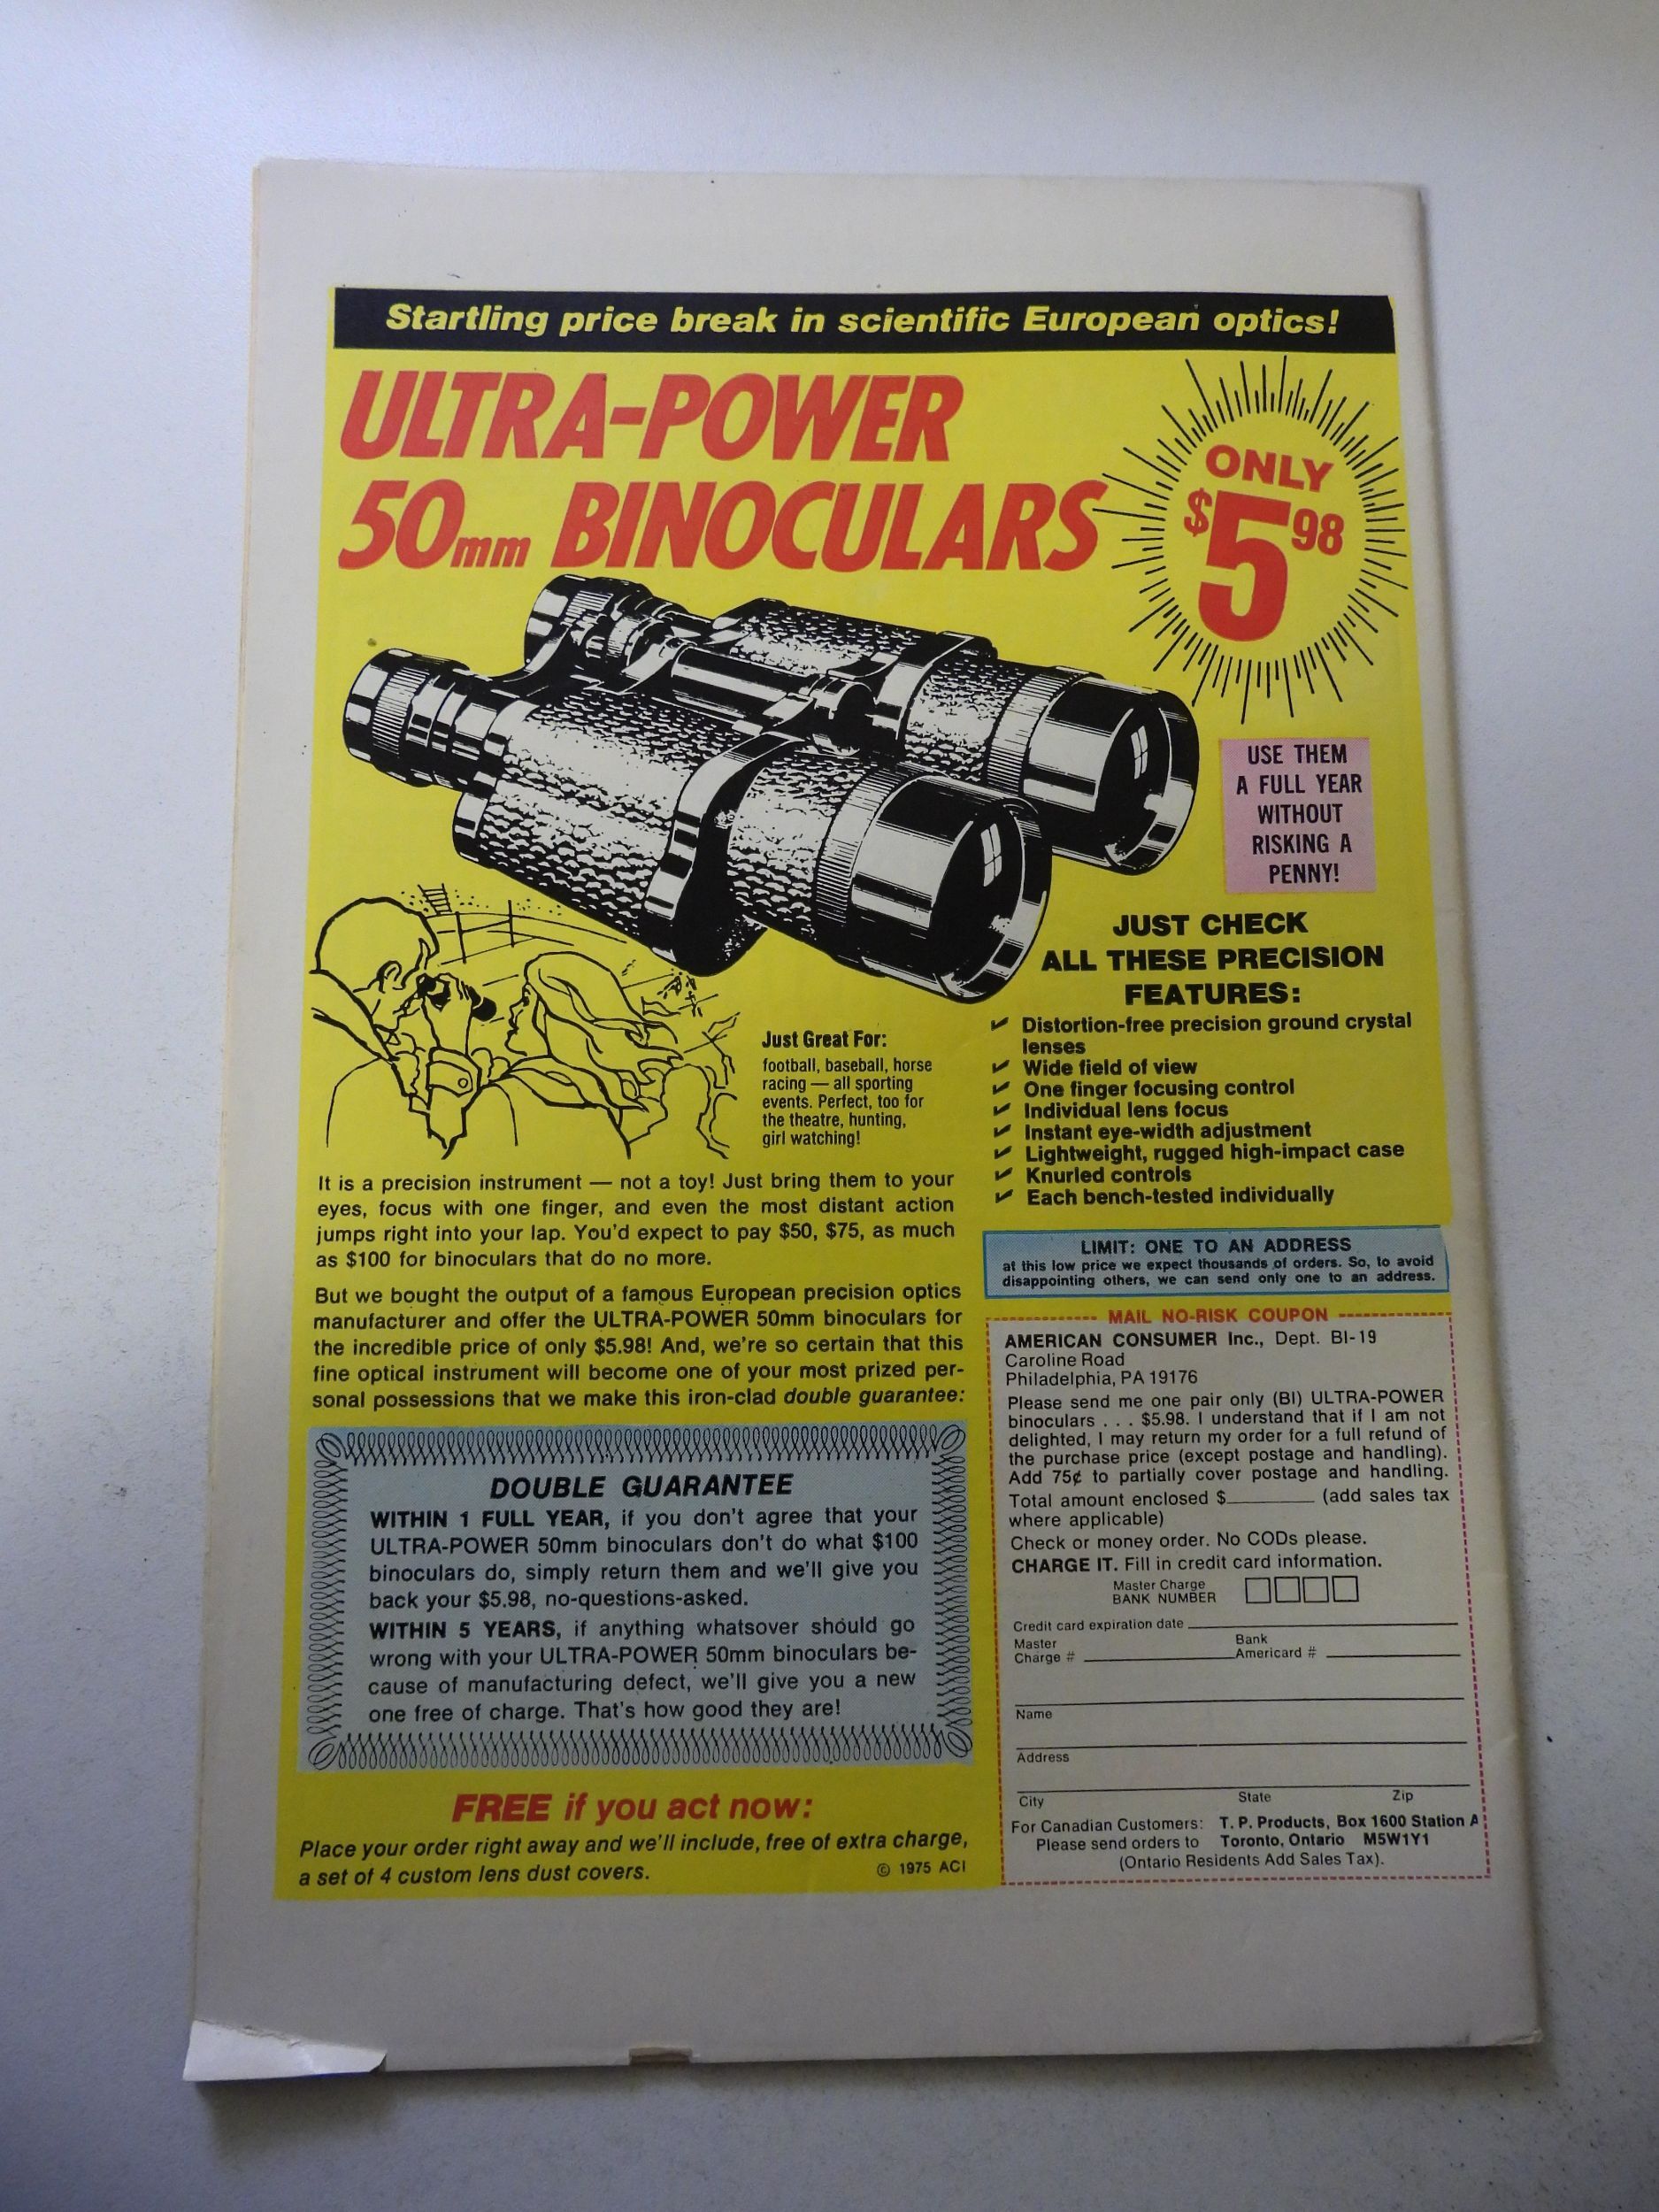 Startling price break in scientific European optics!
ULTRA-POWER
50mm BINOCULARS
ONLY
$5 98
USE THEM
A FULL YEAR
WITHOUT
RISKING A
PENNY!
JUST CHECK
ALL THESE PRECISION
FEATURES:
✔ Distortion-free precision ground crystal
lenses
✔ Wide field of view
✔ One finger focusing control
✔ Individual lens focus
✔ Instant eye-width adjustment
✔ Lightweight, rugged high-impact case
✔ Knurled controls
✔ Each bench-tested individually
Just Great For:
football, baseball, horse
racing — all sporting
events. Perfect, too for
the theatre, hunting,
girl watching!
It is a precision instrument — not a toy! Just bring them to your
eyes, focus with one finger, and even the most distant action
jumps right into your lap. You'd expect to pay $50, $75, as much
as $100 for binoculars that do no more.
But we bought the output of a famous European precision optics
manufacturer and offer the ULTRA-POWER 50mm binoculars for
the incredible price of only $5.98! And, we're so certain that this
fine optical instrument will become one of your most prized per-
sonal possessions that we make this iron-clad double guarantee:
DOUBLE GUARANTEE
WITHIN 1 FULL YEAR, if you don't agree that your
ULTRA-POWER 50mm binoculars don't do what $100
binoculars do, simply return them and we'll give you
back your $5.98, no-questions-asked.
WITHIN 5 YEARS, if anything whatsover should go
wrong with your ULTRA-POWER 50mm binoculars be-
cause of manufacturing defect, we'll give you a new
one free of charge. That's how good they are!
FREE if you act now:
Place your order right away and we'll include, free of extra charge,
a set of 4 custom lens dust covers.
© 1975 ACI
LIMIT: ONE TO AN ADDRESS
at this low price we expect thousands of orders. So, to avoid
disappointing others, we can send only one to an address.
MAIL NO-RISK COUPON
AMERICAN CONSUMER Inc., Dept. BI-19
Caroline Road
Philadelphia, PA 19176
Please send me one pair only (BI) ULTRA-POWER
binoculars . . . $5.98. I understand that if I am not
delighted, I may return my order for a full refund of
the purchase price (except postage and handling).
Add 75¢ to partially cover postage and handling.
Total amount enclosed $________ (add sales tax
where applicable)
Check or money order. No CODs please.
CHARGE IT. Fill in credit card information.
Master Charge
BANK NUMBER
Credit card expiration date
Master
Charge #
Bank
Americard #
Name
Address
City State Zip
For Canadian Customers: T. P. Products, Box 1600 Station A
Please send orders to Toronto, Ontario M5W1Y1
(Ontario Residents Add Sales Tax).